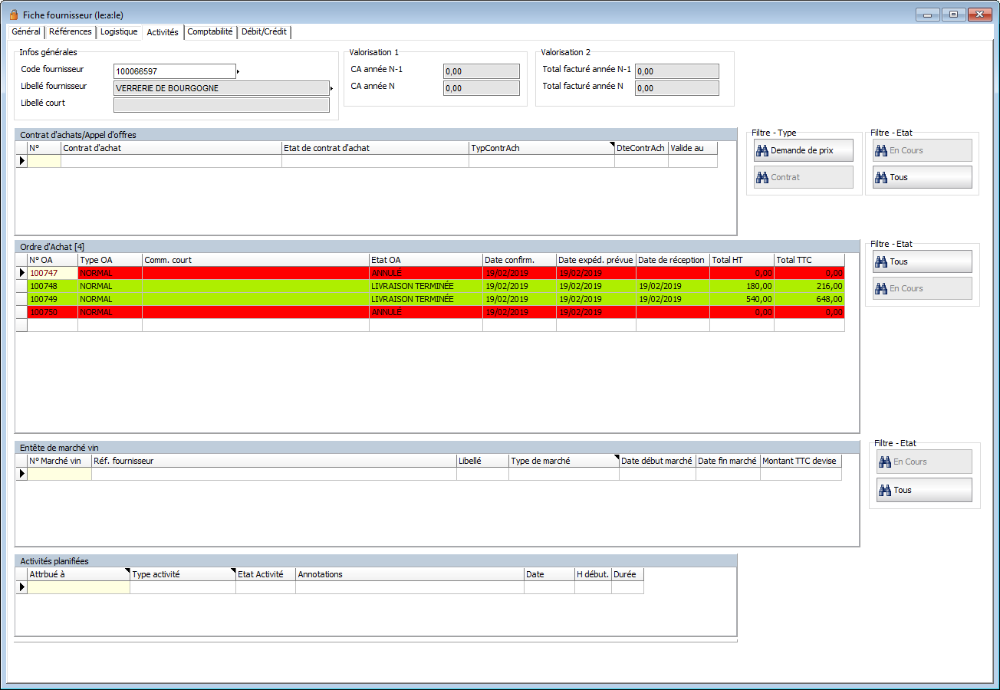 Fiche fournisseur (le:a:le)
Général Références Logistique Activités Comptabilité Débit/Crédit
Infos générales Valorisation 1 Valorisation 2
Code fournisseur 100066597 CA année N-1 0,00 Total facturé année N-1 0,00
Libellé fournisseur VERRERIE DE BOURGOGNE CA année N 0,00 Total facturé année N 0,00
Libellé court
Contrat d'achats/Appel d'offres Filtre - Type Filtre - Etat
N° Contrat d'achat Etat de contrat d'achat TypContrAch DteContrAch Valide au Demande de prix En Cours
Contrat Tous
Ordre d'Achat [4] Filtre - Etat
N° OA Type OA Comm. court Etat OA Date confirm. Date expéd. prévue Date de réception Total HT Total TTC Tous
100747 NORMAL ANNULÉ 19/02/2019 19/02/2019 0,00 0,00
100748 NORMAL LIVRAISON TERMINÉE 19/02/2019 19/02/2019 19/02/2019 180,00 216,00 En Cours
100749 NORMAL LIVRAISON TERMINÉE 19/02/2019 19/02/2019 19/02/2019 540,00 648,00
100750 NORMAL ANNULÉ 19/02/2019 19/02/2019 0,00 0,00
Entête de marché vin Filtre - Etat
N° Marché vin Réf. fournisseur Libellé Type de marché Date début marché Date fin marché Montant TTC devise En Cours
Tous
Activités planifiées
Attrbué à Type activité Etat Activité Annotations Date H début. Durée